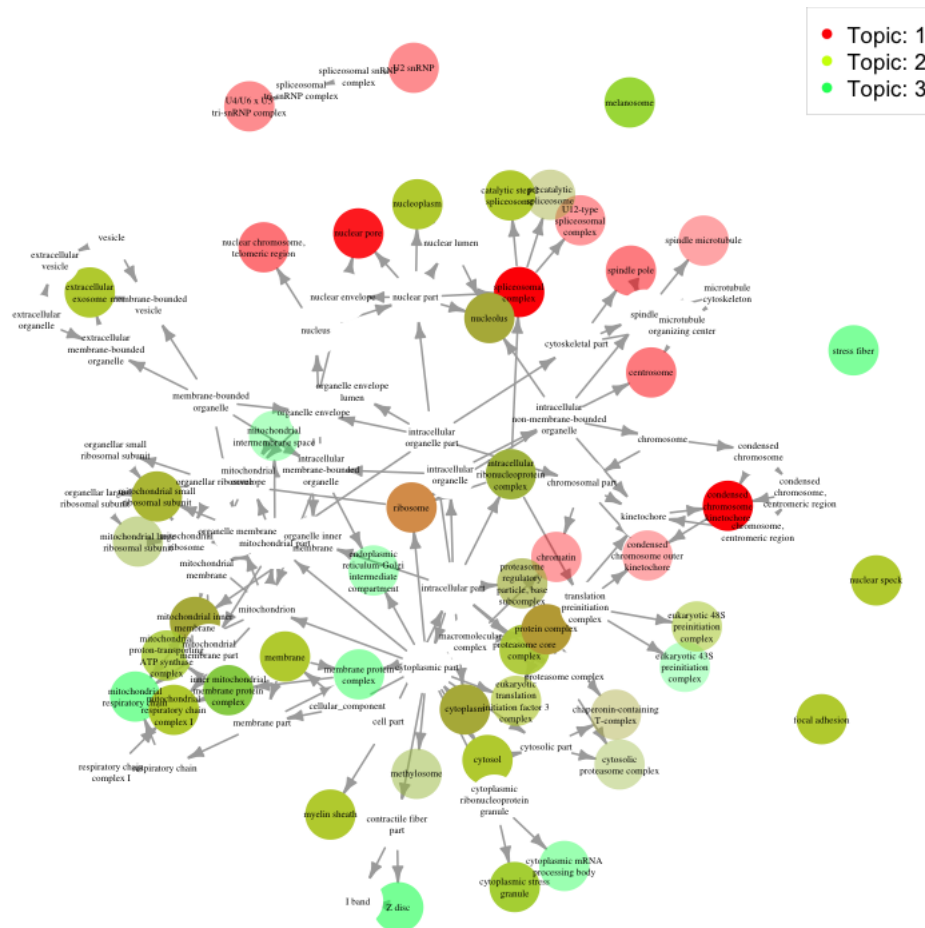 Topic: 1
Topic: 2
Topic: 3
U2 snRNP
spliceosomal snRNP
complex
spliceosomal
tri-snRNP complex
U4/U6 x U5
tri-snRNP complex
melanosome
nucleoplasm
catalytic step 2
spliceosome
precatalytic
spliceosome
U12-type
spliceosomal
complex
nuclear pore
nuclear chromosome,
telomeric region
nuclear lumen
spindle microtubule
vesicle
extracellular
vesicle
extracellular
exosome
membrane-bounded
vesicle
extracellular
organelle
extracellular
membrane-bounded
organelle
spindle pole
spliceosomal
complex
nuclear envelope
nuclear part
nucleolus
nucleus
microtubule
cytoskeleton
spindle
microtubule
organizing center
cytoskeletal part
stress fiber
centrosome
organelle envelope
lumen
membrane-bounded
organelle
organelle envelope
intracellular
non-membrane-bounded
organelle
mitochondrial
intermembrane space
intracellular
organelle part
chromosome
condensed
chromosome
organellar small
ribosomal subunit
intracellular
membrane-bounded
organelle
mitochondrial
envelope
organellar ribosome
intracellular
organelle
intracellular
ribonucleoprotein
complex
chromosomal part
condensed
chromosome,
centromeric region
organellar large
ribosomal subunit
mitochondrial small
ribosomal subunit
ribosome
condensed
chromosome
kinetochore
kinetochore
chromosome,
centromeric region
mitochondrial large
ribosomal subunit
mitochondrial
ribosome
organelle membrane
mitochondrial part
organelle inner
membrane
condensed
chromosome outer
kinetochore
chromatin
mitochondrial
membrane
endoplasmic
reticulum-Golgi
intermediate
compartment
intracellular part
proteasome
regulatory
particle, base
subcomplex
translation
preinitiation
complex
nuclear speck
mitochondrial inner
membrane
mitochondrion
macromolecular
complex
protein complex
eukaryotic 48S
preinitiation
complex
mitochondrial
proton-transporting
ATP synthase
complex
mitochondrial
membrane part
membrane
membrane protein
complex
cytoplasmic part
proteasome core
complex
eukaryotic 43S
preinitiation
complex
proteasome complex
mitochondrial
respiratory chain
inner mitochondrial
membrane protein
complex
mitochondrial
respiratory chain
complex I
cellular_component
eukaryotic
translation
initiation factor 3
complex
cytoplasm
chaperonin-containing
T-complex
focal adhesion
membrane part
cell part
cytosolic part
respiratory chain
complex I
respiratory chain
methylosome
cytosol
cytosolic
proteasome complex
cytoplasmic
ribonucleoprotein
granule
myelin sheath
contractile fiber
part
cytoplasmic mRNA
processing body
cytoplasmic stress
granule
I band
Z disc